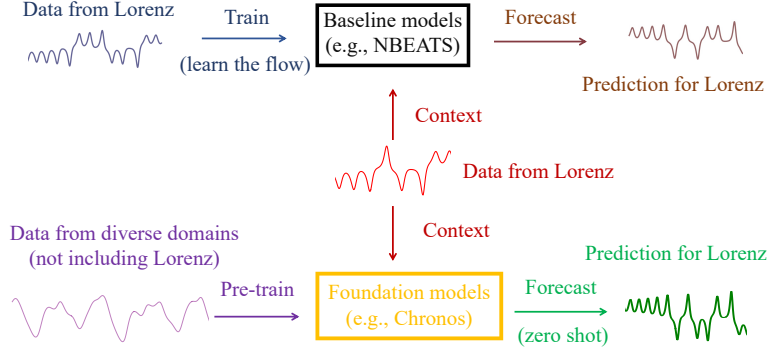 Data from Lorenz
Train
(learn the flow)
Baseline models
(e.g., NBEATS)
Forecast
Prediction for Lorenz
Context
Data from Lorenz
Context
Data from diverse domains
(not including Lorenz)
Pre-train
Foundation models
(e.g., Chronos)
Forecast
(zero shot)
Prediction for Lorenz